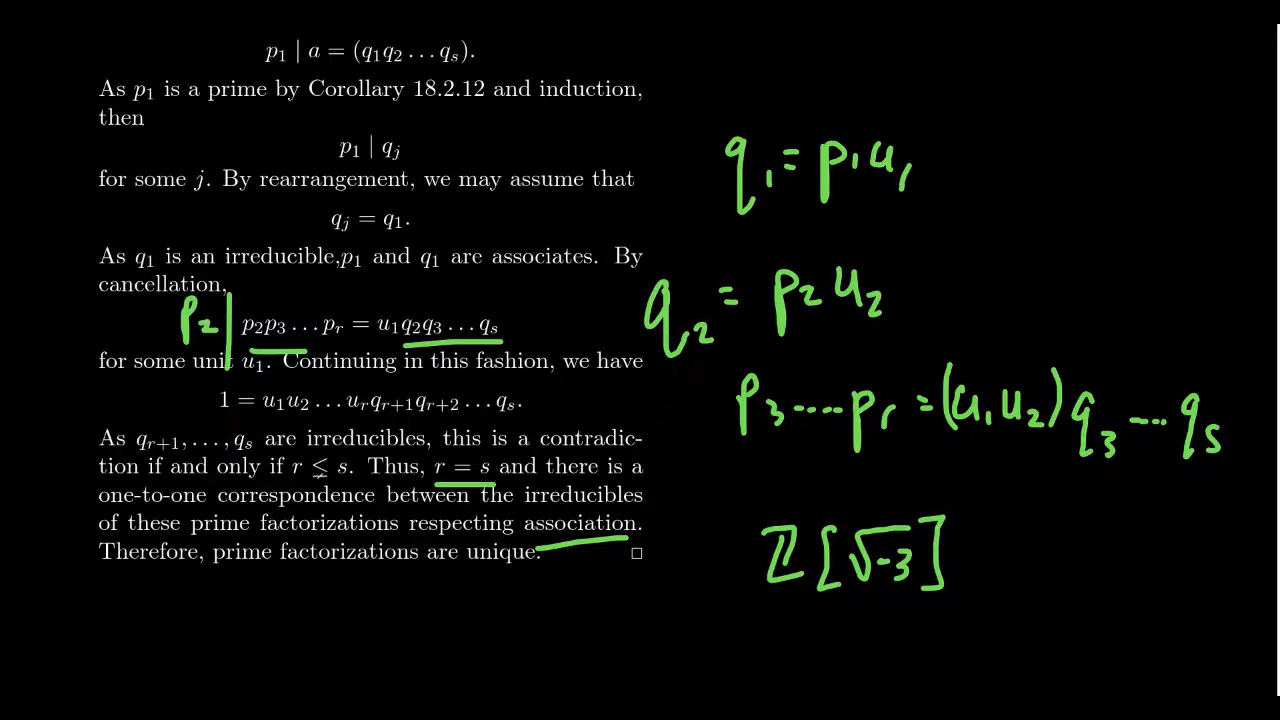 p₁ | a = (q₁q₂ … qₛ).
As p₁ is a prime by Corollary 18.2.12 and induction,
then
p₁ | qⱼ
for some j. By rearrangement, we may assume that
qⱼ = q₁.
As q₁ is an irreducible,p₁ and q₁ are associates. By
cancellation,
p₂ | p₂p₃ … pᵣ = u₁q₂q₃ … qₛ
for some unit u₁. Continuing in this fashion, we have
1 = u₁u₂ … uᵣqᵣ₊₁qᵣ₊₂ … qₛ.
As qᵣ₊₁, … , qₛ are irreducibles, this is a contradic-
tion if and only if r ≨ s. Thus, r = s and there is a
one-to-one correspondence between the irreducibles
of these prime factorizations respecting association.
Therefore, prime factorizations are unique. □
q₁ = p₁u₁
q₂ = p₂u₂
p₃ .... pᵣ = (u₁u₂) q₃ .... qₛ
ℤ[√-3]